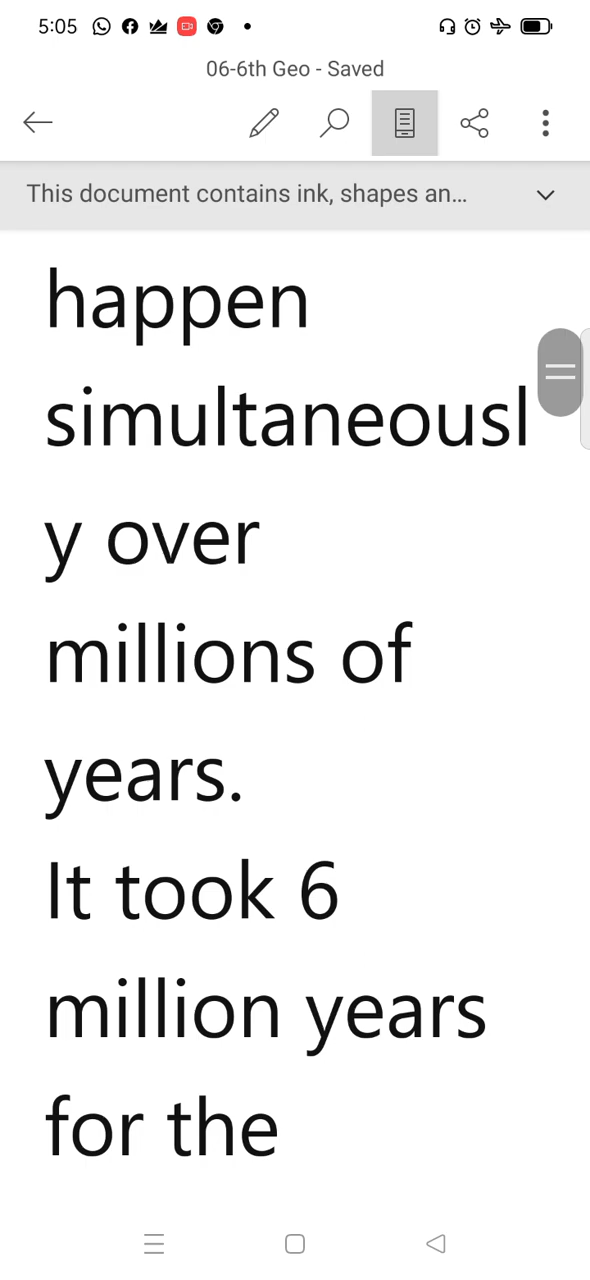 5:05
06-6th Geo - Saved
This document contains ink, shapes an...
happen
simultaneousl
y over
millions of
years.
It took 6
million years
for the